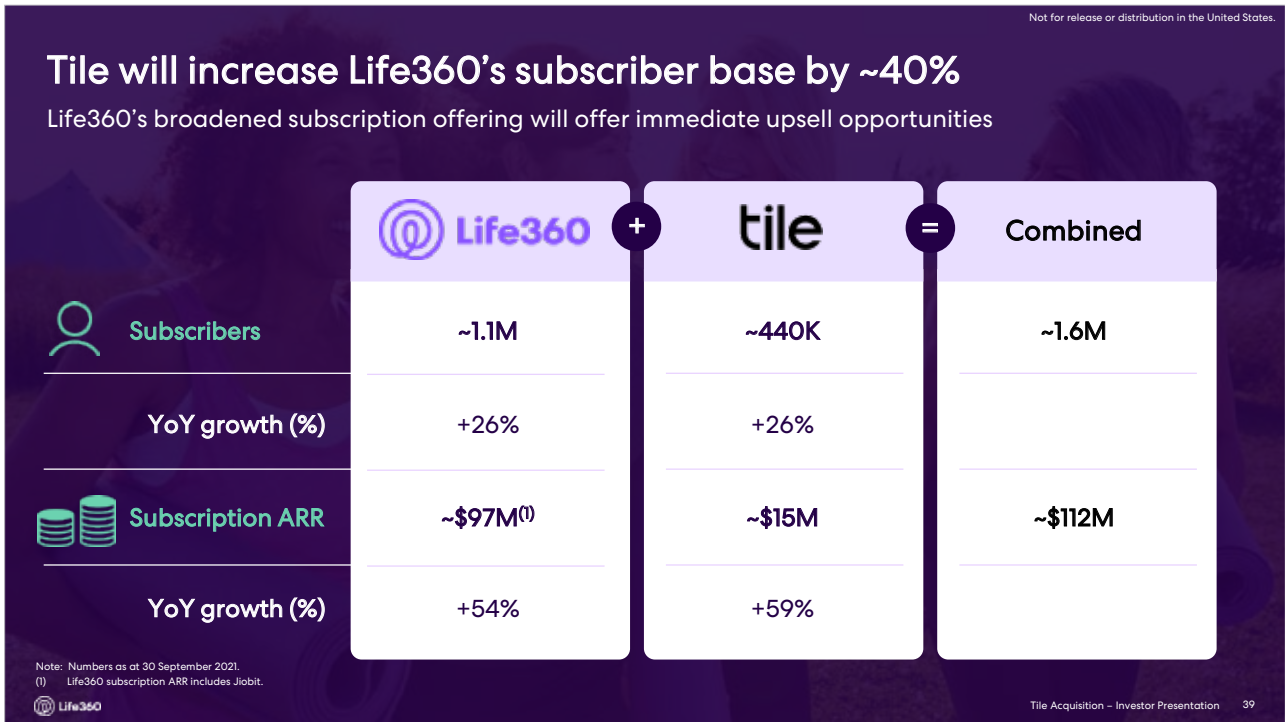 Not for release or distribution in the United States.
Tile will increase Life360’s subscriber base by ~40%
Life360’s broadened subscription offering will offer immediate upsell opportunities
Life360 + tile = Combined
Subscribers ~1.1M ~440K ~1.6M
YoY growth (%) +26% +26%
Subscription ARR ~$97M(1) ~$15M ~$112M
YoY growth (%) +54% +59%
Note: Numbers as at 30 September 2021.
(1) Life360 subscription ARR includes Jiobit.
Life360 Tile Acquisition – Investor Presentation 39